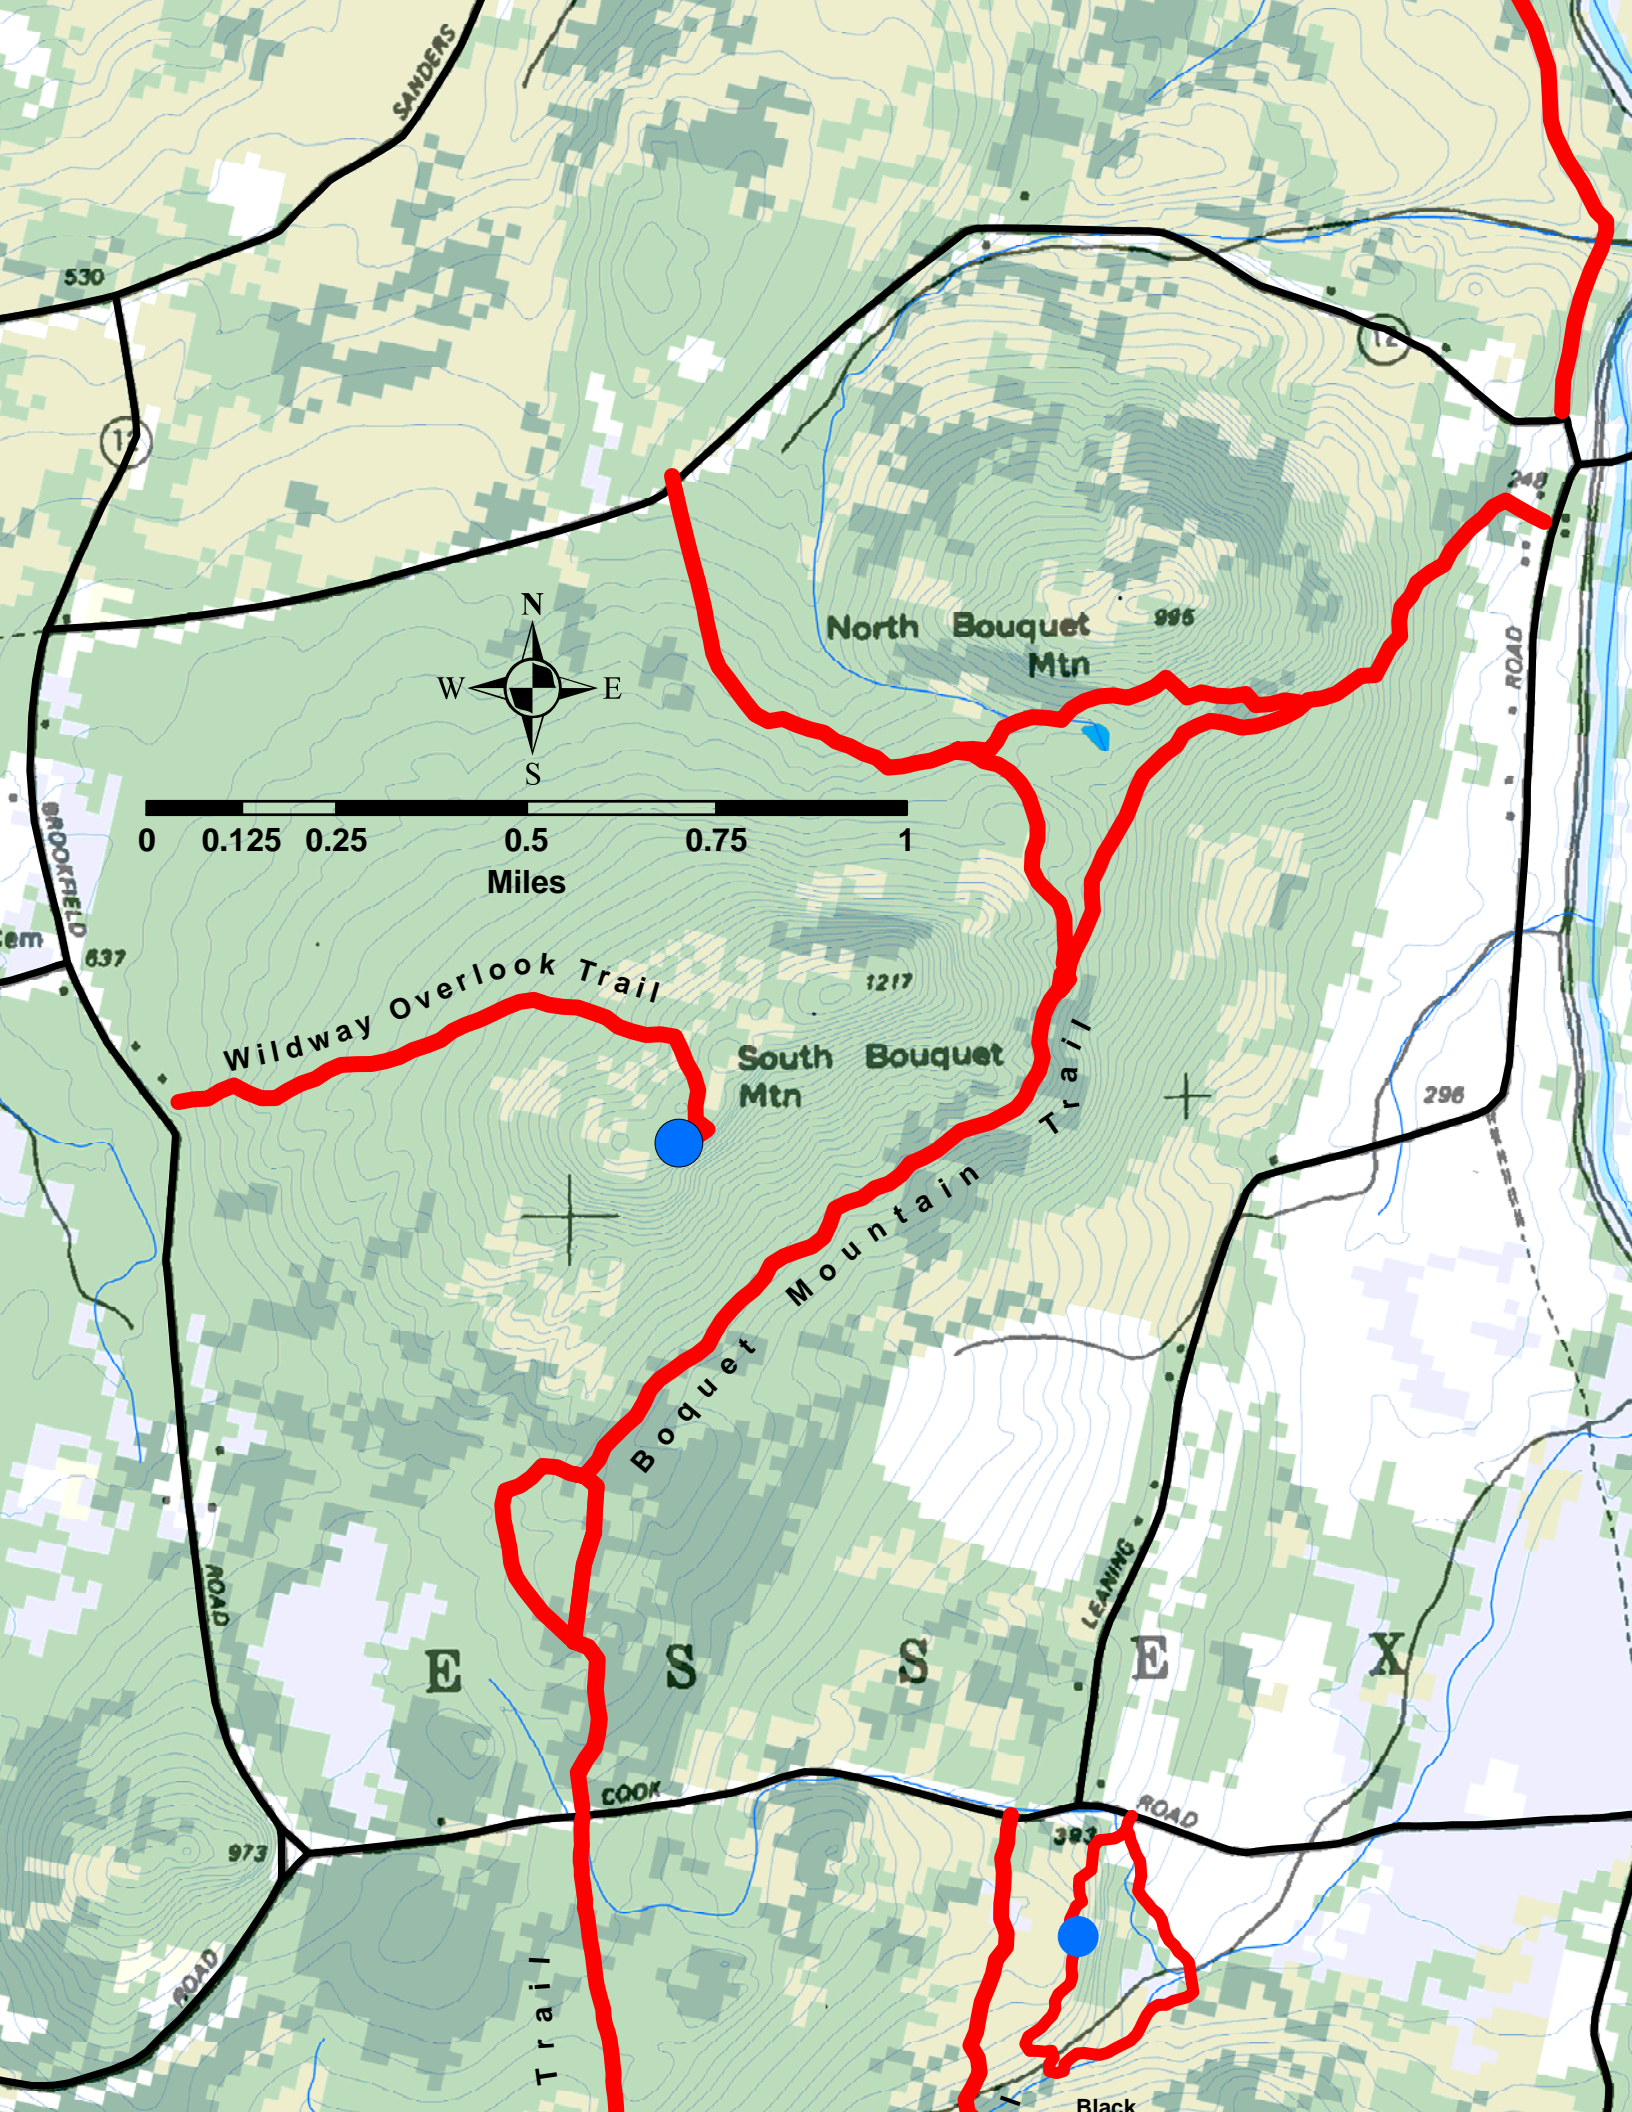 SANDERS
530
12
12
248
North Bouquet
Mtn
995
N
W E
S
ROAD
0 0.125 0.25 0.5 0.75 1
Miles
BROOKFIELD
em
637
Wildway Overlook Trail
1217
South Bouquet
Mtn
296
Boquet Mountain Trail
LEANING
ROAD
E S S E X
COOK
ROAD
393
973
ROAD
Trail
Black